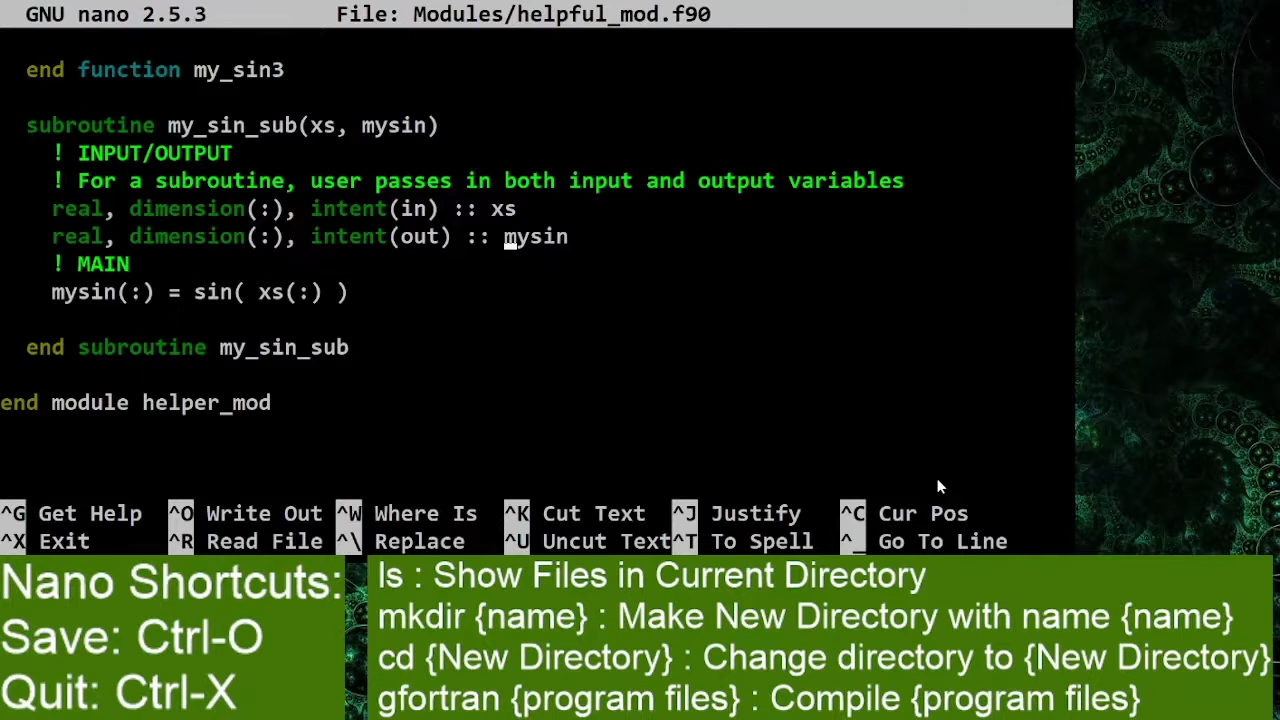 GNU nano 2.5.3 File: Modules/helpful_mod.f90
end function my_sin3
subroutine my_sin_sub(xs, mysin)
! INPUT/OUTPUT
! For a subroutine, user passes in both input and output variables
real, dimension(:), intent(in) :: xs
real, dimension(:), intent(out) :: mysin
! MAIN
mysin(:) = sin( xs(:) )
end subroutine my_sin_sub
end module helper_mod
^G Get Help ^O Write Out ^W Where Is ^K Cut Text ^J Justify ^C Cur Pos
^X Exit ^R Read File ^\ Replace ^U Uncut Text^T To Spell ^_ Go To Line
Nano Shortcuts:
Save: Ctrl-O
Quit: Ctrl-X
ls : Show Files in Current Directory
mkdir {name} : Make New Directory with name {name}
cd {New Directory} : Change directory to {New Directory}
gfortran {program files} : Compile {program files}